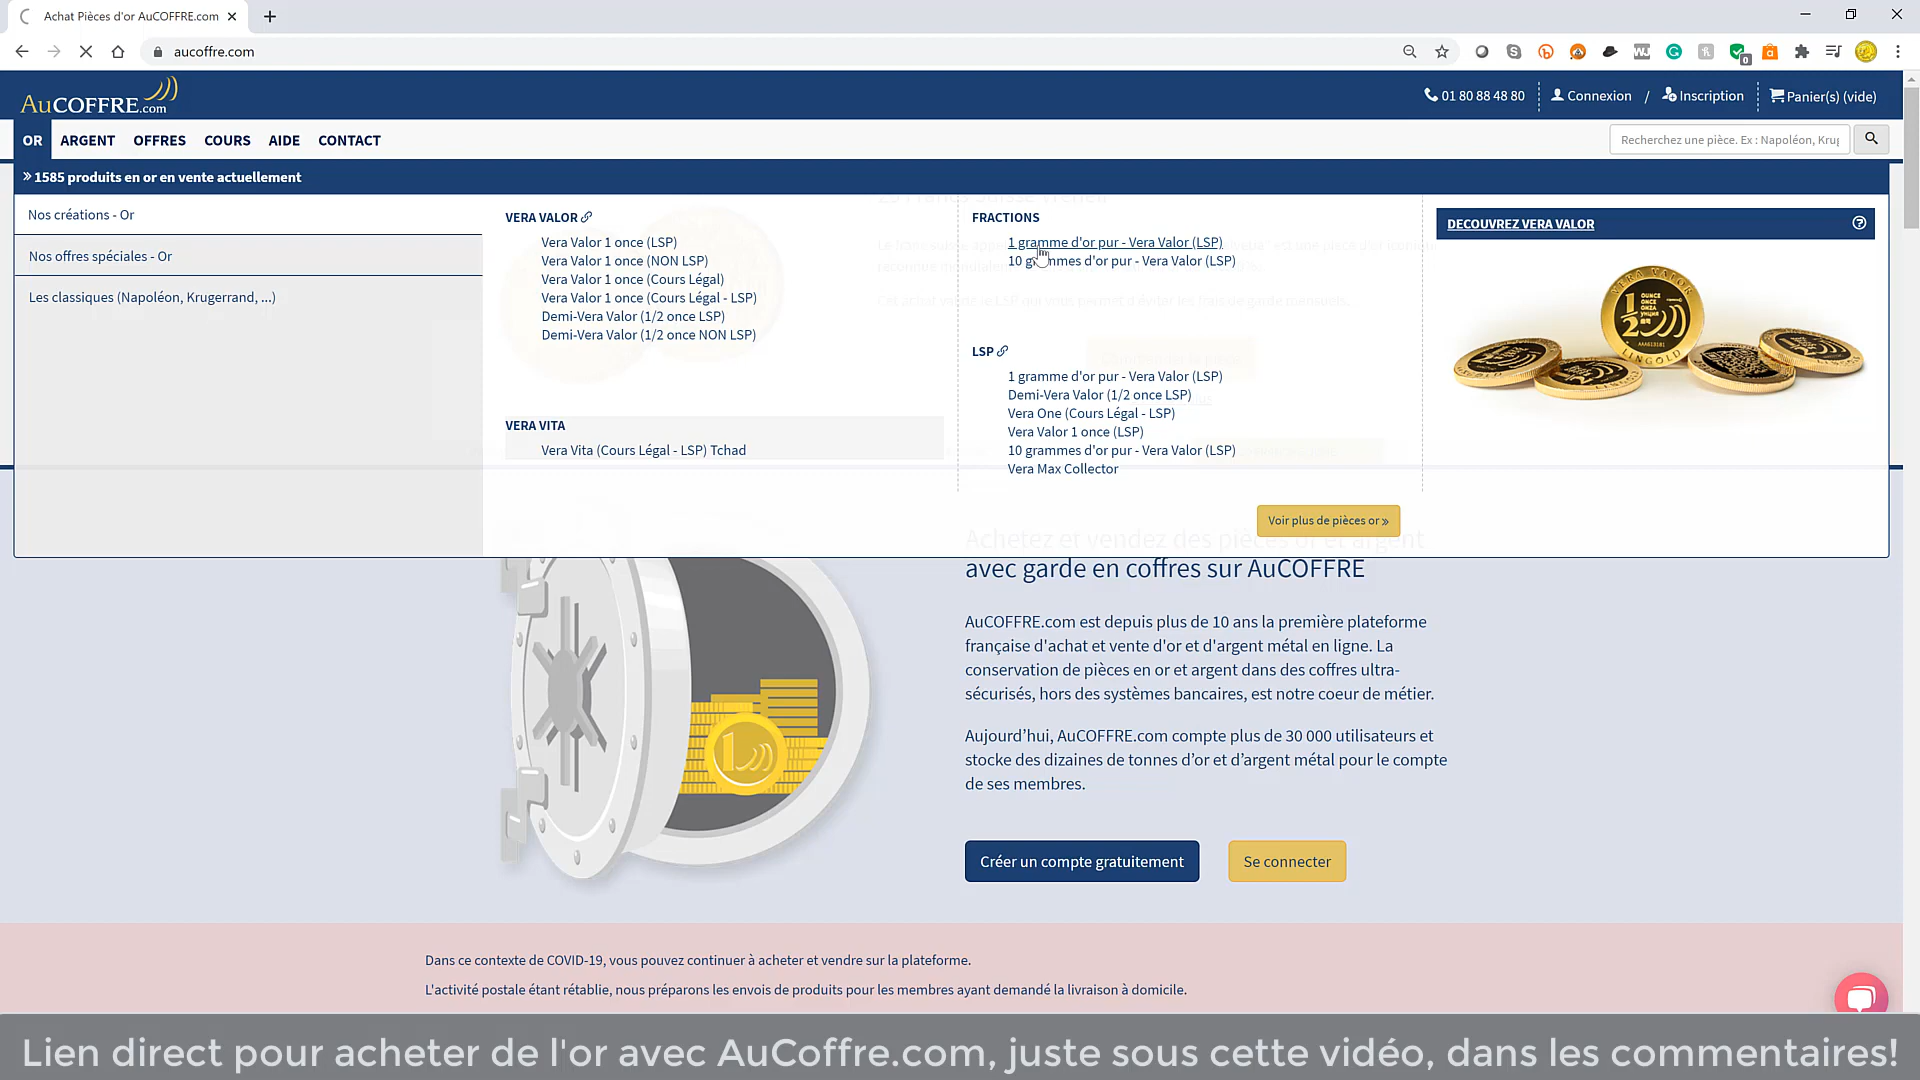 Achat Pièces d'or AuCOFFRE.com
aucoffre.com
AuCOFFRE.com
01 80 88 48 80
Connexion / Inscription
Panier(s) (vide)
OR ARGENT OFFRES COURS AIDE CONTACT
Recherchez une pièce. Ex : Napoléon, Krug
» 1585 produits en or en vente actuellement
Nos créations - Or
Nos offres spéciales - Or
Les classiques (Napoléon, Krugerrand, ...)
VERA VALOR
Vera Valor 1 once (LSP)
Vera Valor 1 once (NON LSP)
Vera Valor 1 once (Cours Légal)
Vera Valor 1 once (Cours Légal - LSP)
Demi-Vera Valor (1/2 once LSP)
Demi-Vera Valor (1/2 once NON LSP)
VERA VITA
Vera Vita (Cours Légal - LSP) Tchad
FRACTIONS
1 gramme d'or pur - Vera Valor (LSP)
10 grammes d'or pur - Vera Valor (LSP)
LSP
1 gramme d'or pur - Vera Valor (LSP)
Demi-Vera Valor (1/2 once LSP)
Vera One (Cours Légal - LSP)
Vera Valor 1 once (LSP)
10 grammes d'or pur - Vera Valor (LSP)
Vera Max Collector
Voir plus de pièces or »
DECOUVREZ VERA VALOR
VERA VALOR
1/2
OUNCE
ONCE
ONZA
УНЦИЯ
LINGOLD
Achetez et vendez des pièces or et argent
avec garde en coffres sur AuCOFFRE
AuCOFFRE.com est depuis plus de 10 ans la première plateforme
française d'achat et vente d'or et d'argent métal en ligne. La
conservation de pièces en or et argent dans des coffres ultra-
sécurisés, hors des systèmes bancaires, est notre coeur de métier.
Aujourd’hui, AuCOFFRE.com compte plus de 30 000 utilisateurs et
stocke des dizaines de tonnes d’or et d’argent métal pour le compte
de ses membres.
Créer un compte gratuitement
Se connecter
Dans ce contexte de COVID-19, vous pouvez continuer à acheter et vendre sur la plateforme.
L'activité postale étant rétablie, nous préparons les envois de produits pour les membres ayant demandé la livraison à domicile.
Lien direct pour acheter de l'or avec AuCoffre.com, juste sous cette vidéo, dans les commentaires!